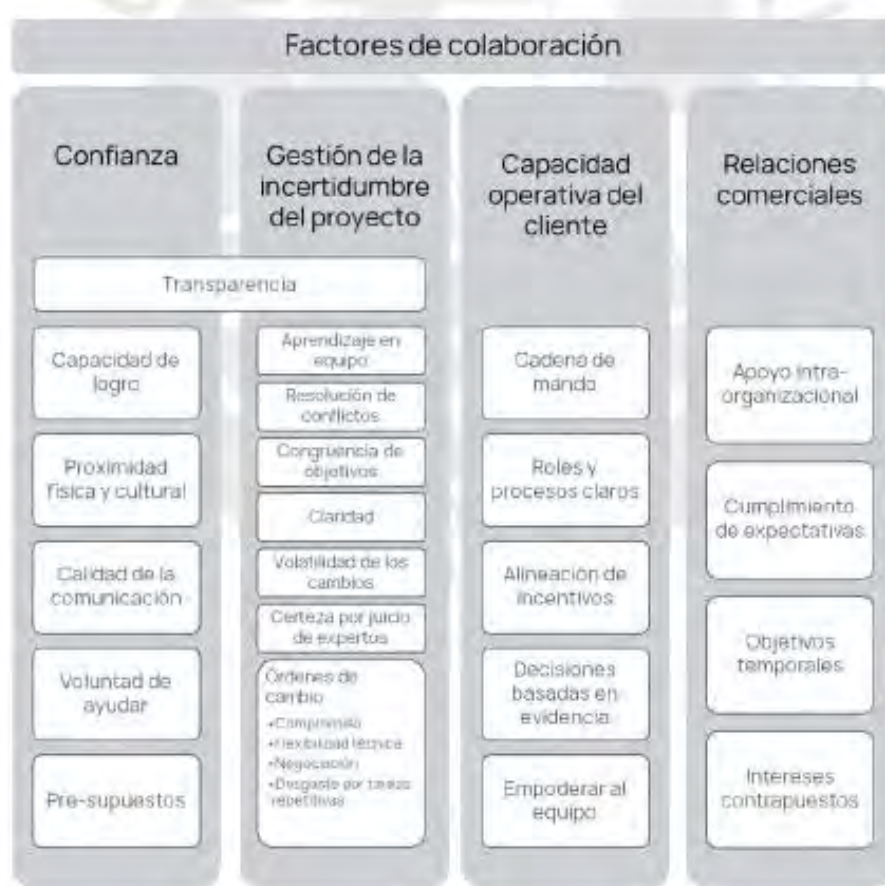 Factores de colaboración
Confianza
Transparencia
Capacidad de
logro
Proximidad
física y cultural
Calidad de la
comunicación
Voluntad de
ayudar
Pre-supuestos
Gestión de la
incertidumbre
del proyecto
Aprendizaje en
equipo
Resolución de
conflictos
Congruencia de
objetivos
Claridad
Volatilidad de los
cambios
Certeza por juicio
de expertos
Órdenes de
cambio
•Compromiso
•Flexibilidad técnica
•Negociación
•Desgaste por tareas
repetitivas
Capacidad
operativa del
cliente
Cadena de
mando
Roles y
procesos claros
Alineación de
incentivos
Decisiones
basadas en
evidencia
Empoderar al
equipo
Relaciones
comerciales
Apoyo intra-
organizacional
Cumplimiento
de expectativas
Objetivos
temporales
Intereses
contrapuestos